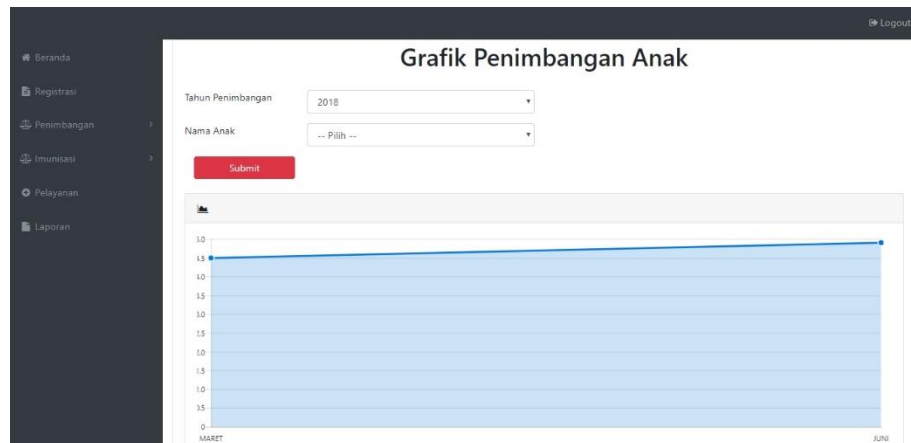 Logout
Beranda
Registrasi
Penimbangan
Imunisasi
Pelayanan
Laporan
Grafik Penimbangan Anak
Tahun Penimbangan
2018
Nama Anak
-- Pilih --
Submit
0
MARET
JUNI